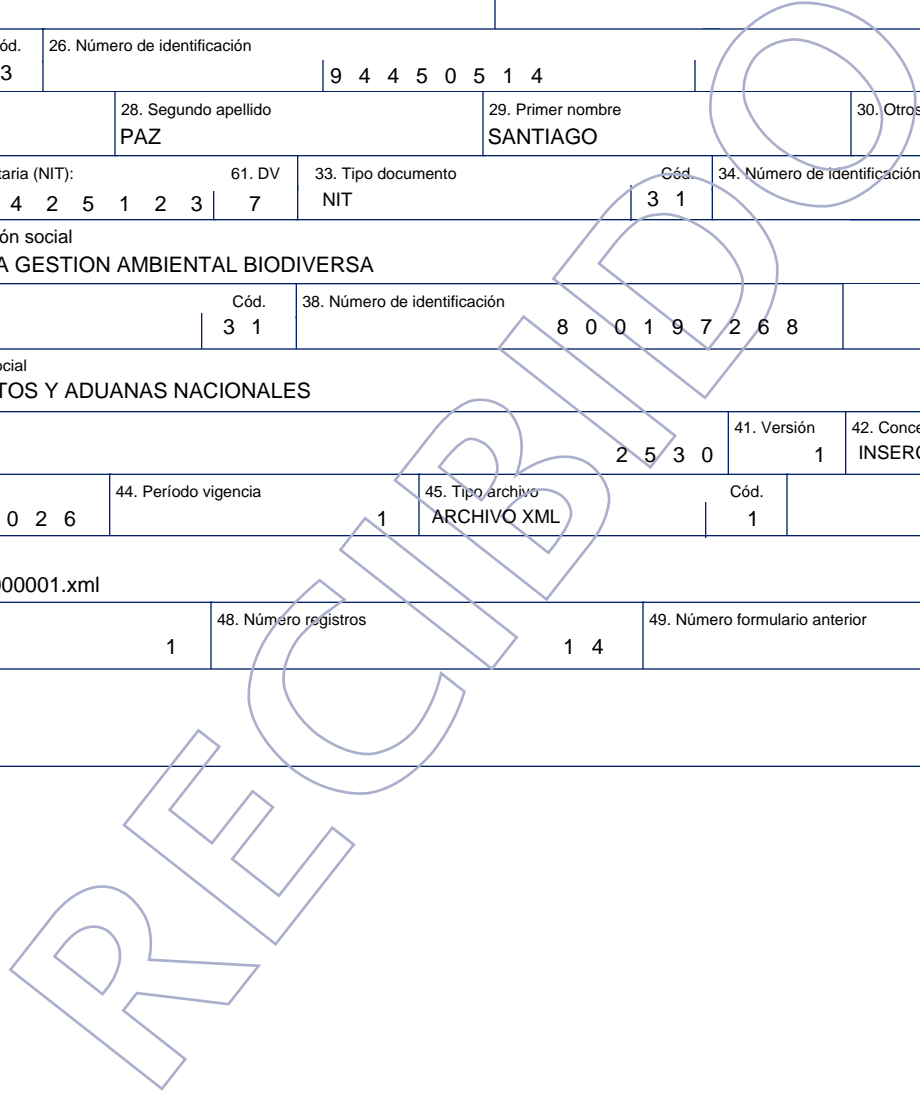 ód. 26. Número de identificación
3 9 4 4 5 0 5 1 4
28. Segundo apellido 29. Primer nombre 30. Otros
PAZ SANTIAGO
taria (NIT): 61. DV 33. Tipo documento Cód. 34. Número de identificación
4 2 5 1 2 3 7 NIT 3 1
ón social
A GESTION AMBIENTAL BIODIVERSA
Cód. 38. Número de identificación
3 1 8 0 0 1 9 7 2 6 8
ocial
TOS Y ADUANAS NACIONALES
41. Versión 42. Conce
2 5 3 0 1 INSERC
44. Período vigencia 45. Tipo archivo Cód.
0 2 6 1 ARCHIVO XML 1
000001.xml
48. Número registros 49. Número formulario anterior
1 1 4
RECIBIDO